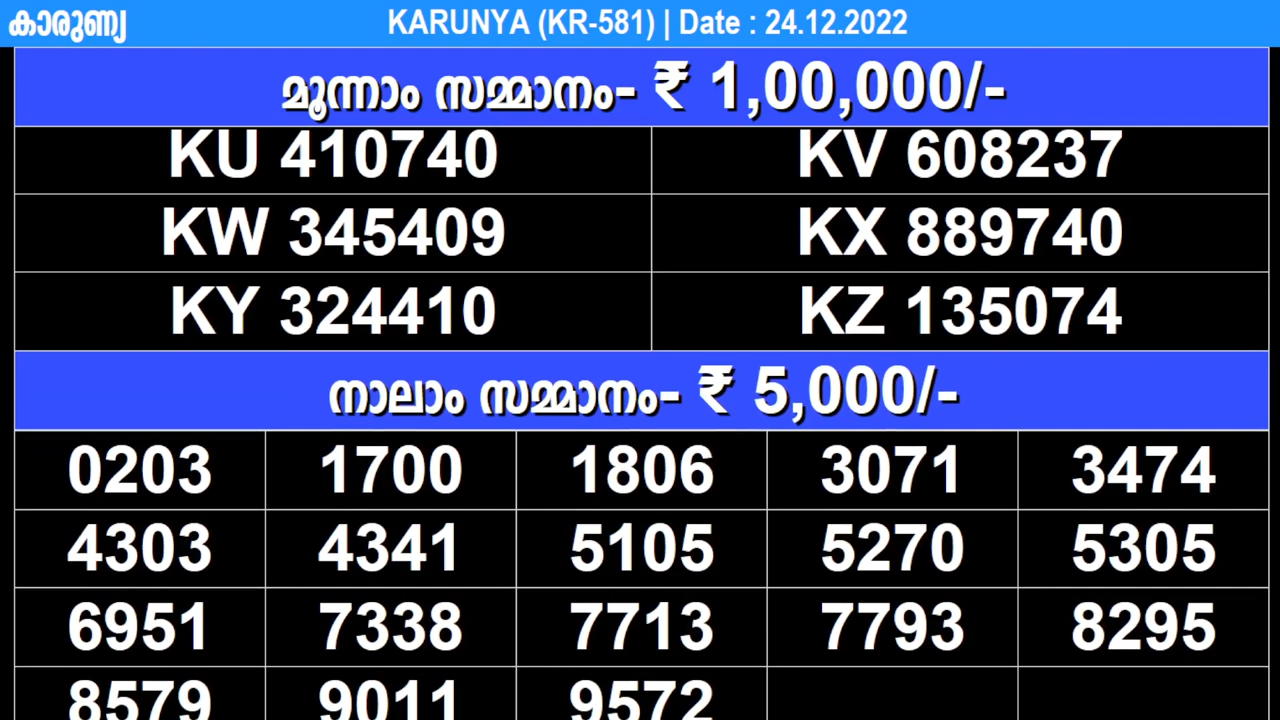 കാരുണ്യ KARUNYA (KR-581) | Date : 24.12.2022
മൂന്നാം സമ്മാനം- ₹ 1,00,000/-
KU 410740 KV 608237
KW 345409 KX 889740
KY 324410 KZ 135074
നാലാം സമ്മാനം- ₹ 5,000/-
0203 1700 1806 3071 3474
4303 4341 5105 5270 5305
6951 7338 7713 7793 8295
8579 9011 9572